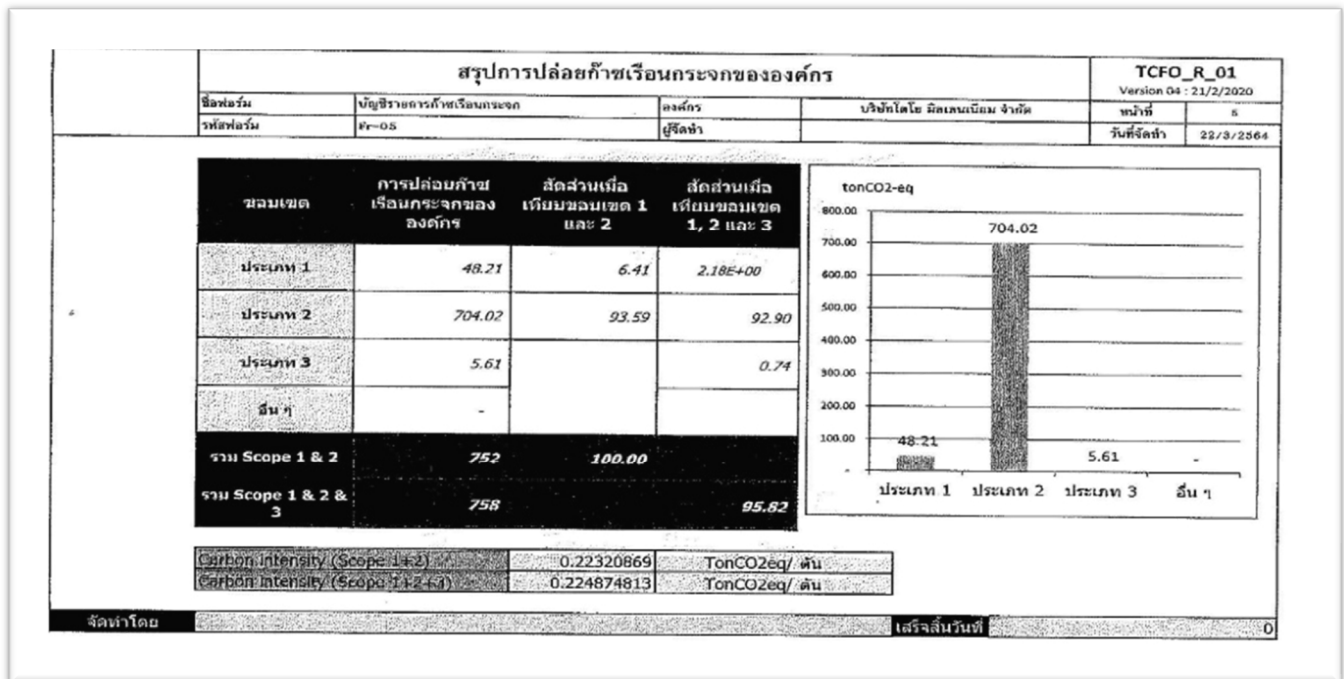 สรุปการปล่อยก๊าซเรือนกระจกขององค์กร
TCFO_R_01
Version 04 : 21/2/2020
ชื่อฟอร์ม บัญชีรายการก๊าซเรือนกระจก องค์กร บริษัทโตโย มิลเลนเนียม จำกัด หน้าที่ 5
รหัสฟอร์ม Fr-05 ผู้จัดทำ วันที่จัดทำ 22/3/2564
ขอบเขต การปล่อยก๊าซเรือนกระจกขององค์กร สัดส่วนเมื่อเทียบขอบเขต 1 และ 2 สัดส่วนเมื่อเทียบขอบเขต 1, 2 และ 3
ประเภท 1 48.21 6.41 2.18E+00
ประเภท 2 704.02 93.59 92.90
ประเภท 3 5.61 0.74
อื่น ๆ -
รวม Scope 1 & 2 752 100.00
รวม Scope 1 & 2 & 3 758 95.82
tonCO2-eq
800.00
700.00
600.00
500.00
400.00
300.00
200.00
100.00
-
48.21 704.02 5.61 -
ประเภท 1 ประเภท 2 ประเภท 3 อื่น ๆ
Carbon Intensity (Scope 1+2) 0.22320869 TonCO2eq/ ตัน
Carbon Intensity (Scope 1+2+3) 0.224874813 TonCO2eq/ ตัน
จัดทำโดย เสร็จสิ้นวันที่ 0